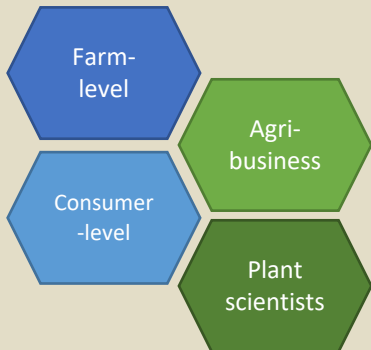 Farm-
level
Agri-
business
Consumer
-level
Plant
scientists